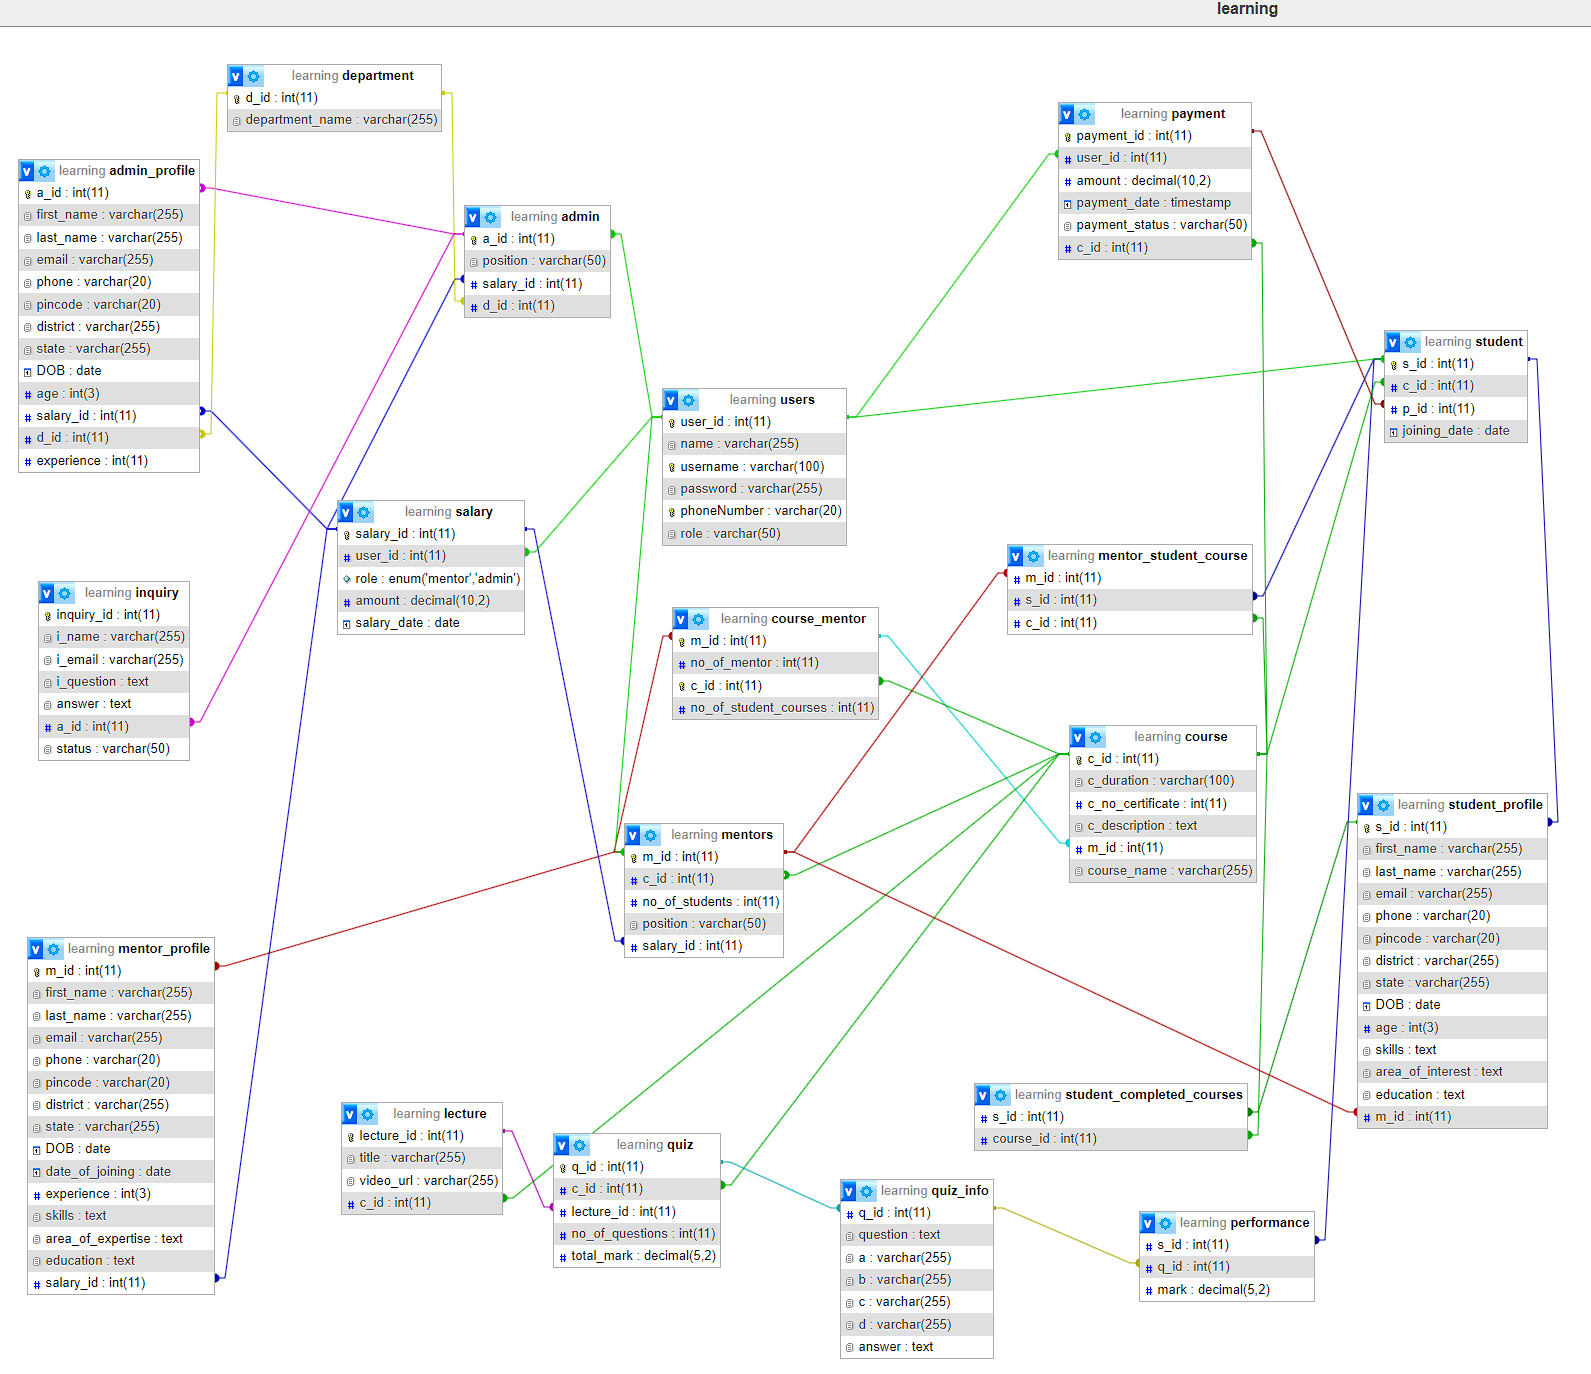 learning
learning department
d_id : int(11)
department_name : varchar(255)
learning admin_profile
a_id : int(11)
first_name : varchar(255)
last_name : varchar(255)
email : varchar(255)
phone : varchar(20)
pincode : varchar(20)
district : varchar(255)
state : varchar(255)
DOB : date
age : int(3)
salary_id : int(11)
d_id : int(11)
experience : int(11)
learning admin
a_id : int(11)
position : varchar(50)
salary_id : int(11)
d_id : int(11)
learning payment
payment_id : int(11)
user_id : int(11)
amount : decimal(10,2)
payment_date : timestamp
payment_status : varchar(50)
c_id : int(11)
learning student
s_id : int(11)
c_id : int(11)
p_id : int(11)
joining_date : date
learning users
user_id : int(11)
name : varchar(255)
username : varchar(100)
password : varchar(255)
phoneNumber : varchar(20)
role : varchar(50)
learning salary
salary_id : int(11)
user_id : int(11)
role : enum('mentor','admin')
amount : decimal(10,2)
salary_date : date
learning inquiry
inquiry_id : int(11)
i_name : varchar(255)
i_email : varchar(255)
i_question : text
answer : text
a_id : int(11)
status : varchar(50)
learning mentor_student_course
m_id : int(11)
s_id : int(11)
c_id : int(11)
learning course_mentor
m_id : int(11)
no_of_mentor : int(11)
c_id : int(11)
no_of_student_courses : int(11)
learning course
c_id : int(11)
c_duration : varchar(100)
c_no_certificate : int(11)
c_description : text
m_id : int(11)
course_name : varchar(255)
learning mentors
m_id : int(11)
c_id : int(11)
no_of_students : int(11)
position : varchar(50)
salary_id : int(11)
learning student_profile
s_id : int(11)
first_name : varchar(255)
last_name : varchar(255)
email : varchar(255)
phone : varchar(20)
pincode : varchar(20)
district : varchar(255)
state : varchar(255)
DOB : date
age : int(3)
skills : text
area_of_interest : text
education : text
m_id : int(11)
learning mentor_profile
m_id : int(11)
first_name : varchar(255)
last_name : varchar(255)
email : varchar(255)
phone : varchar(20)
pincode : varchar(20)
district : varchar(255)
state : varchar(255)
DOB : date
date_of_joining : date
experience : int(3)
skills : text
area_of_expertise : text
education : text
salary_id : int(11)
learning lecture
lecture_id : int(11)
title : varchar(255)
video_url : varchar(255)
c_id : int(11)
learning quiz
q_id : int(11)
c_id : int(11)
lecture_id : int(11)
no_of_questions : int(11)
total_mark : decimal(5,2)
learning student_completed_courses
s_id : int(11)
course_id : int(11)
learning quiz_info
q_id : int(11)
question : text
a : varchar(255)
b : varchar(255)
c : varchar(255)
d : varchar(255)
answer : text
learning performance
s_id : int(11)
q_id : int(11)
mark : decimal(5,2)